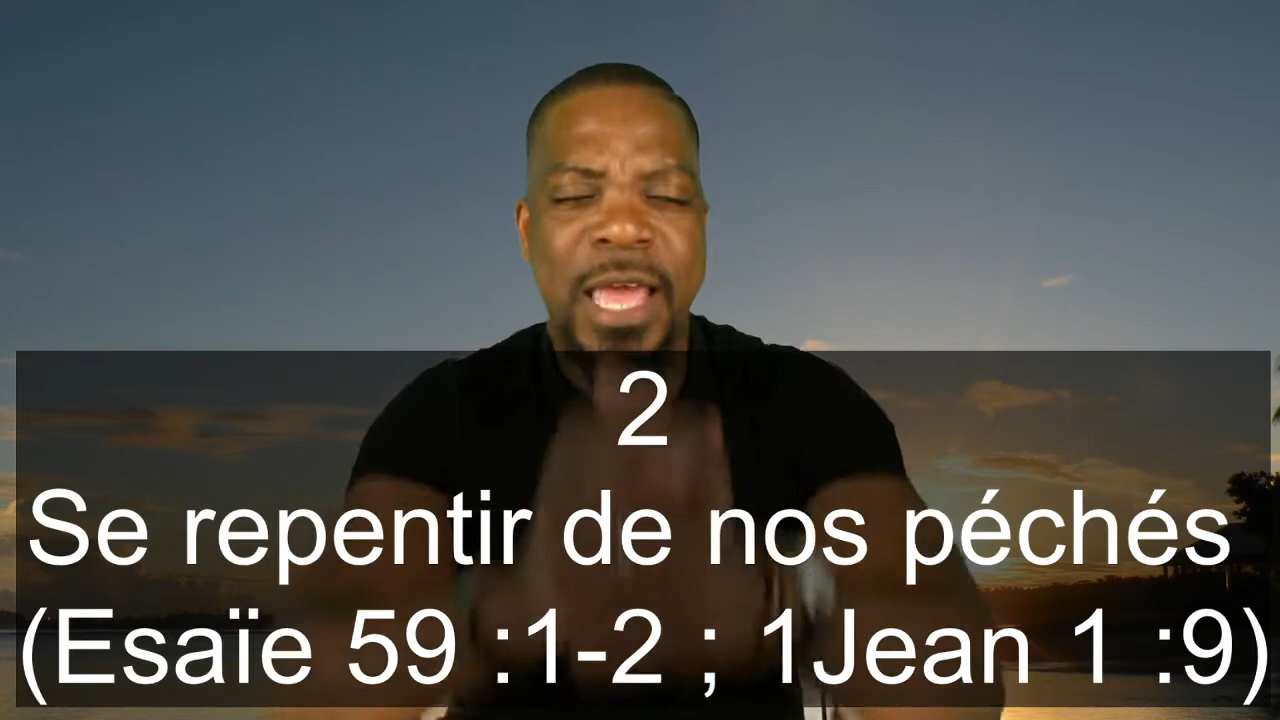 2
Se repentir de nos péchés
(Esaïe 59 :1-2 ; 1Jean 1 :9)